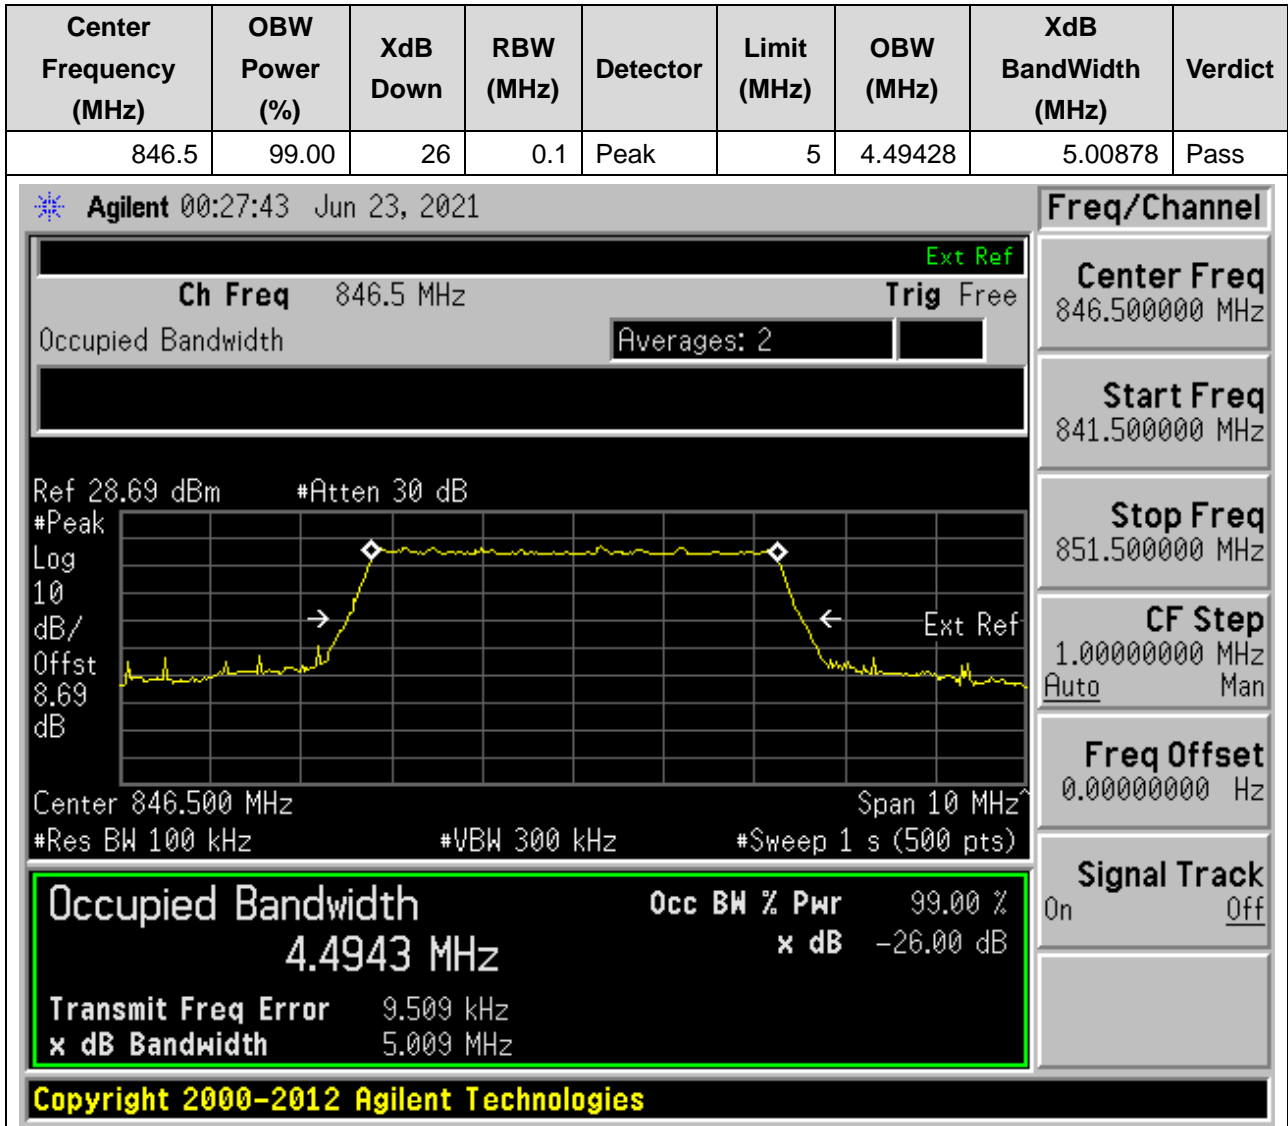 Center Frequency (MHz) OBW Power (%) XdB Down RBW (MHz) Detector Limit (MHz) OBW (MHz) XdB BandWidth (MHz) Verdict
846.5 99.00 26 0.1 Peak 5 4.49428 5.00878 Pass
Agilent 00:27:43 Jun 23, 2021
Freq/Channel
Ext Ref
Ch Freq 846.5 MHz Trig Free
Occupied Bandwidth Averages: 2
Center Freq
846.500000 MHz
Start Freq
841.500000 MHz
Stop Freq
851.500000 MHz
CF Step
1.00000000 MHz
Auto Man
Freq Offset
0.00000000 Hz
Signal Track
On Off
Ref 28.69 dBm #Atten 30 dB
#Peak
Log
10
dB/
Offst
8.69
dB
Ext Ref
Center 846.500 MHz Span 10 MHz^
#Res BW 100 kHz #VBW 300 kHz #Sweep 1 s (500 pts)
Occupied Bandwidth
4.4943 MHz
Occ BW % Pwr 99.00 %
x dB -26.00 dB
Transmit Freq Error 9.509 kHz
x dB Bandwidth 5.009 MHz
Copyright 2000-2012 Agilent Technologies